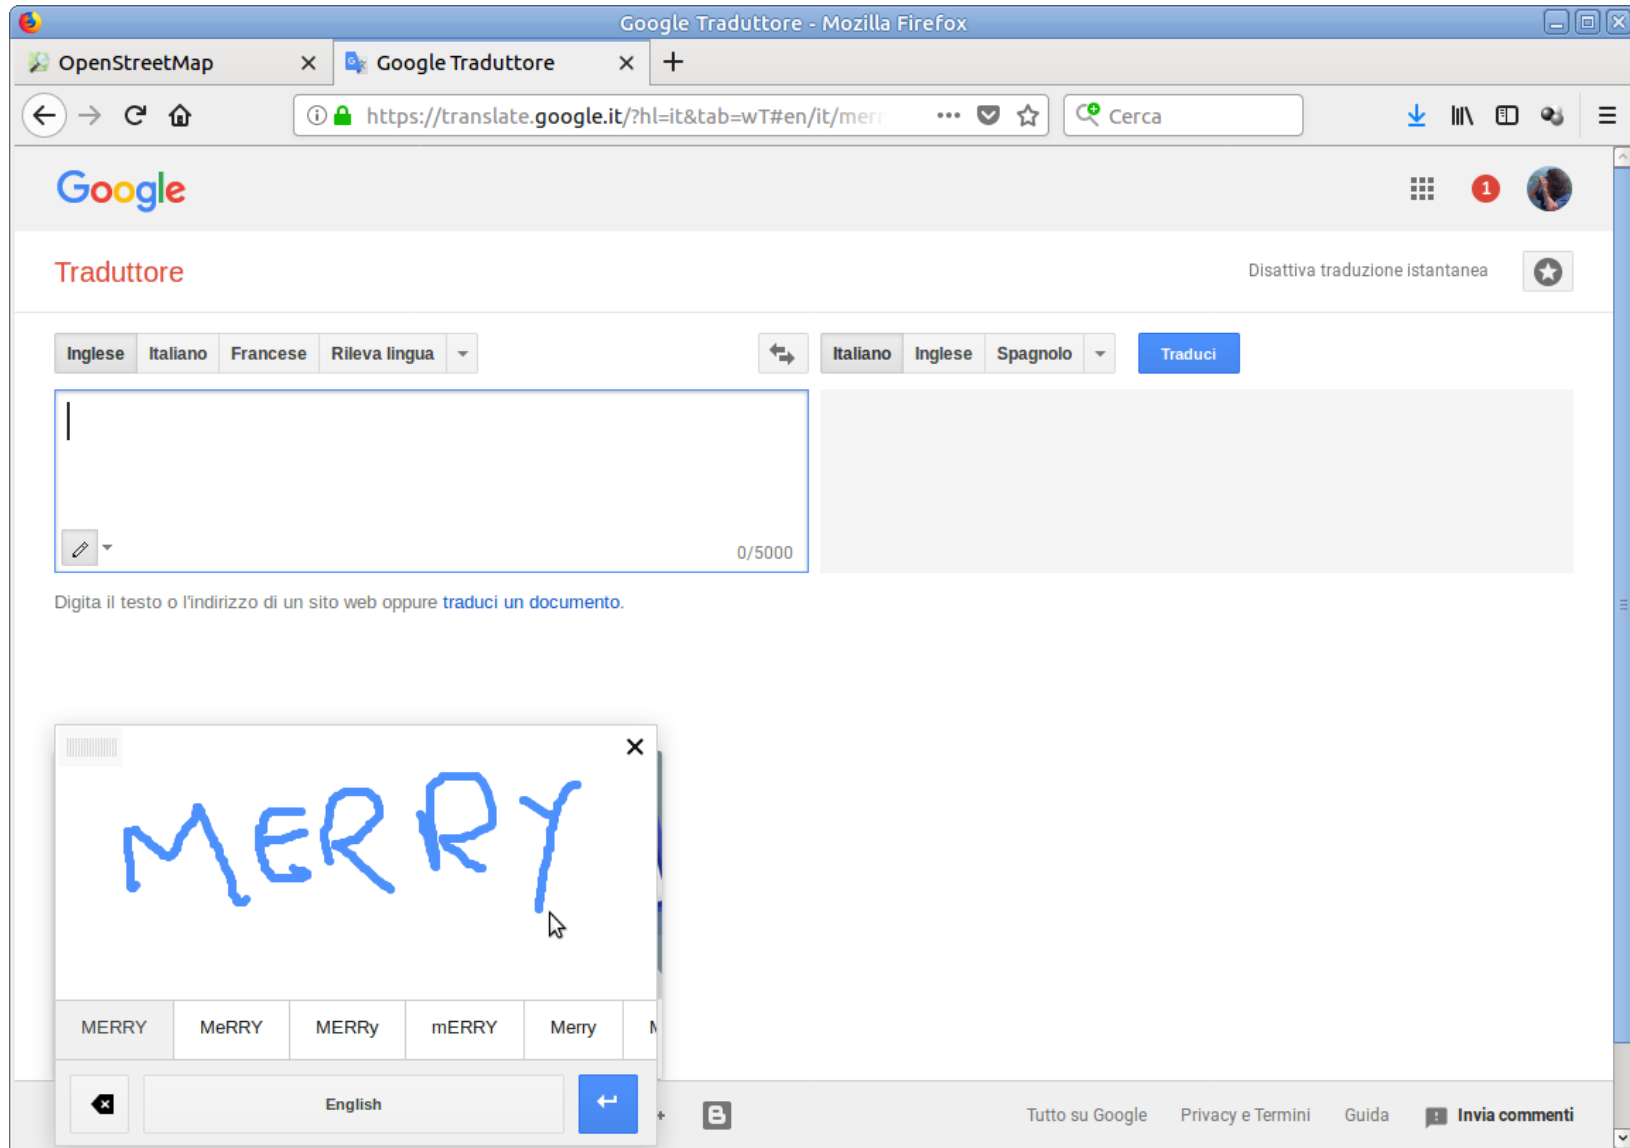 Google Traduttore - Mozilla Firefox
OpenStreetMap
Google Traduttore
https://translate.google.it/?hl=it&tab=wT#en/it/merr
Cerca
Google
1
Traduttore
Disattiva traduzione istantanea
Inglese Italiano Francese Rileva lingua
Italiano Inglese Spagnolo
Traduci
0/5000
Digita il testo o l'indirizzo di un sito web oppure traduci un documento.
MERRY
MERRY MeRRY MERRy mERRY Merry
English
Tutto su Google Privacy e Termini Guida Invia commenti